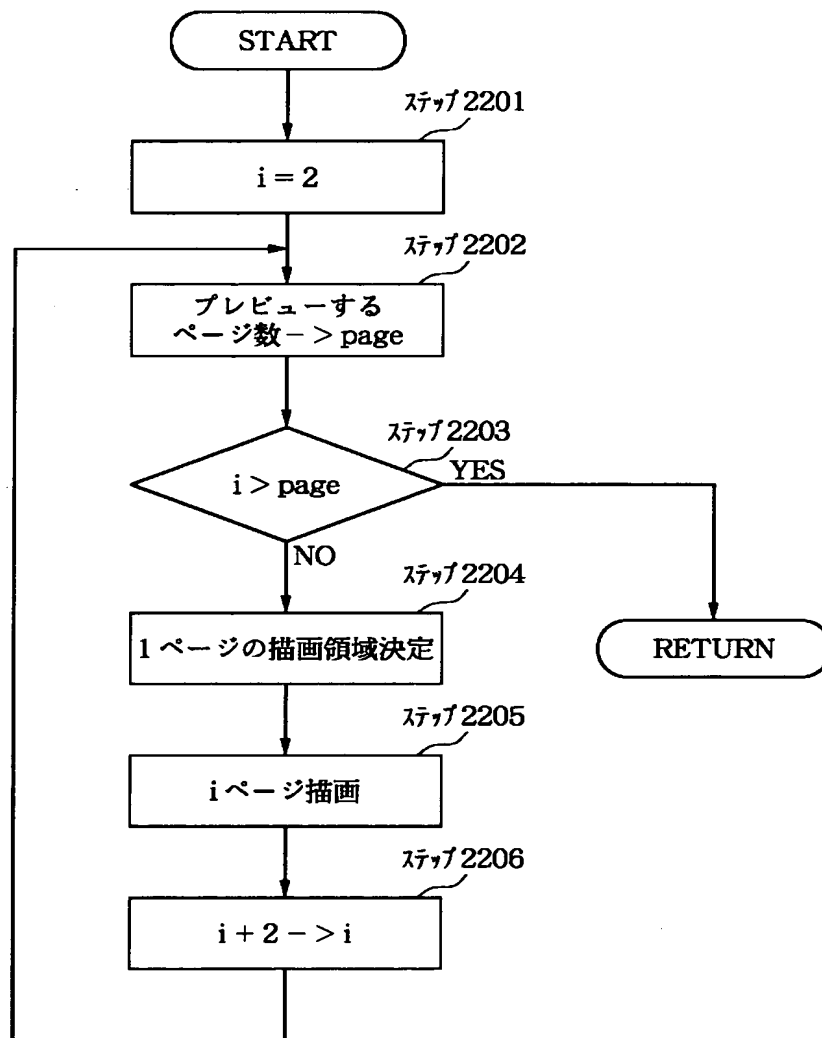 START
ステップ2201
i = 2
ステップ2202
プレビューする
ページ数−> page
ステップ2203
i > page
YES
NO
ステップ2204
1 ページの描画領域決定
RETURN
ステップ2205
i ページ描画
ステップ2206
i + 2 −> i